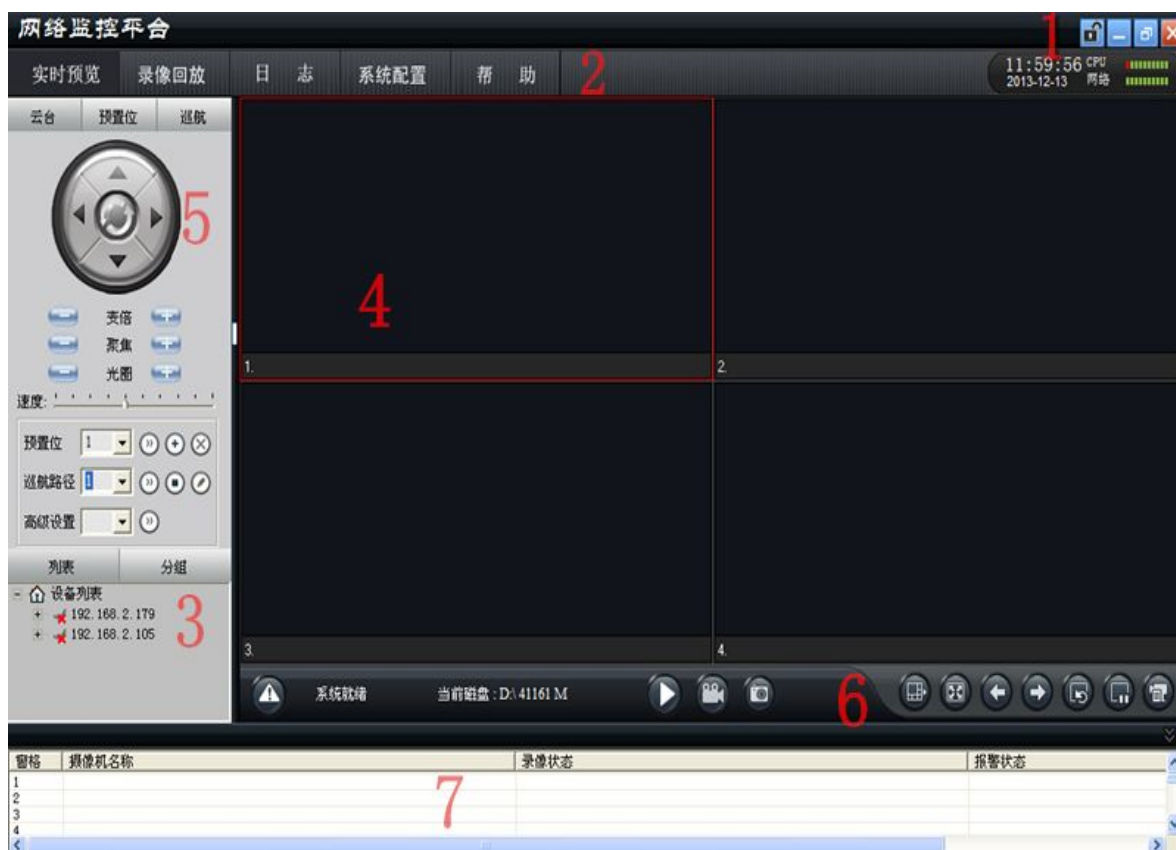 网络监控平台
1
实时预览 录像回放 日 志 系统配置 帮 助 2
11:59:56 CPU
2013-12-13 网络
云台 预置位 巡航
5
变倍
聚焦
光圈
速度:
预置位 1
巡航路径 1
高级设置
列表 分组
设备列表
192.168.2.179
192.168.2.105
3
4
1.
2.
3.
4.
系统就绪 当前磁盘 : D:\ 41161 M
6
窗格 摄像机名称 录像状态 报警状态
1
2
3
4
7